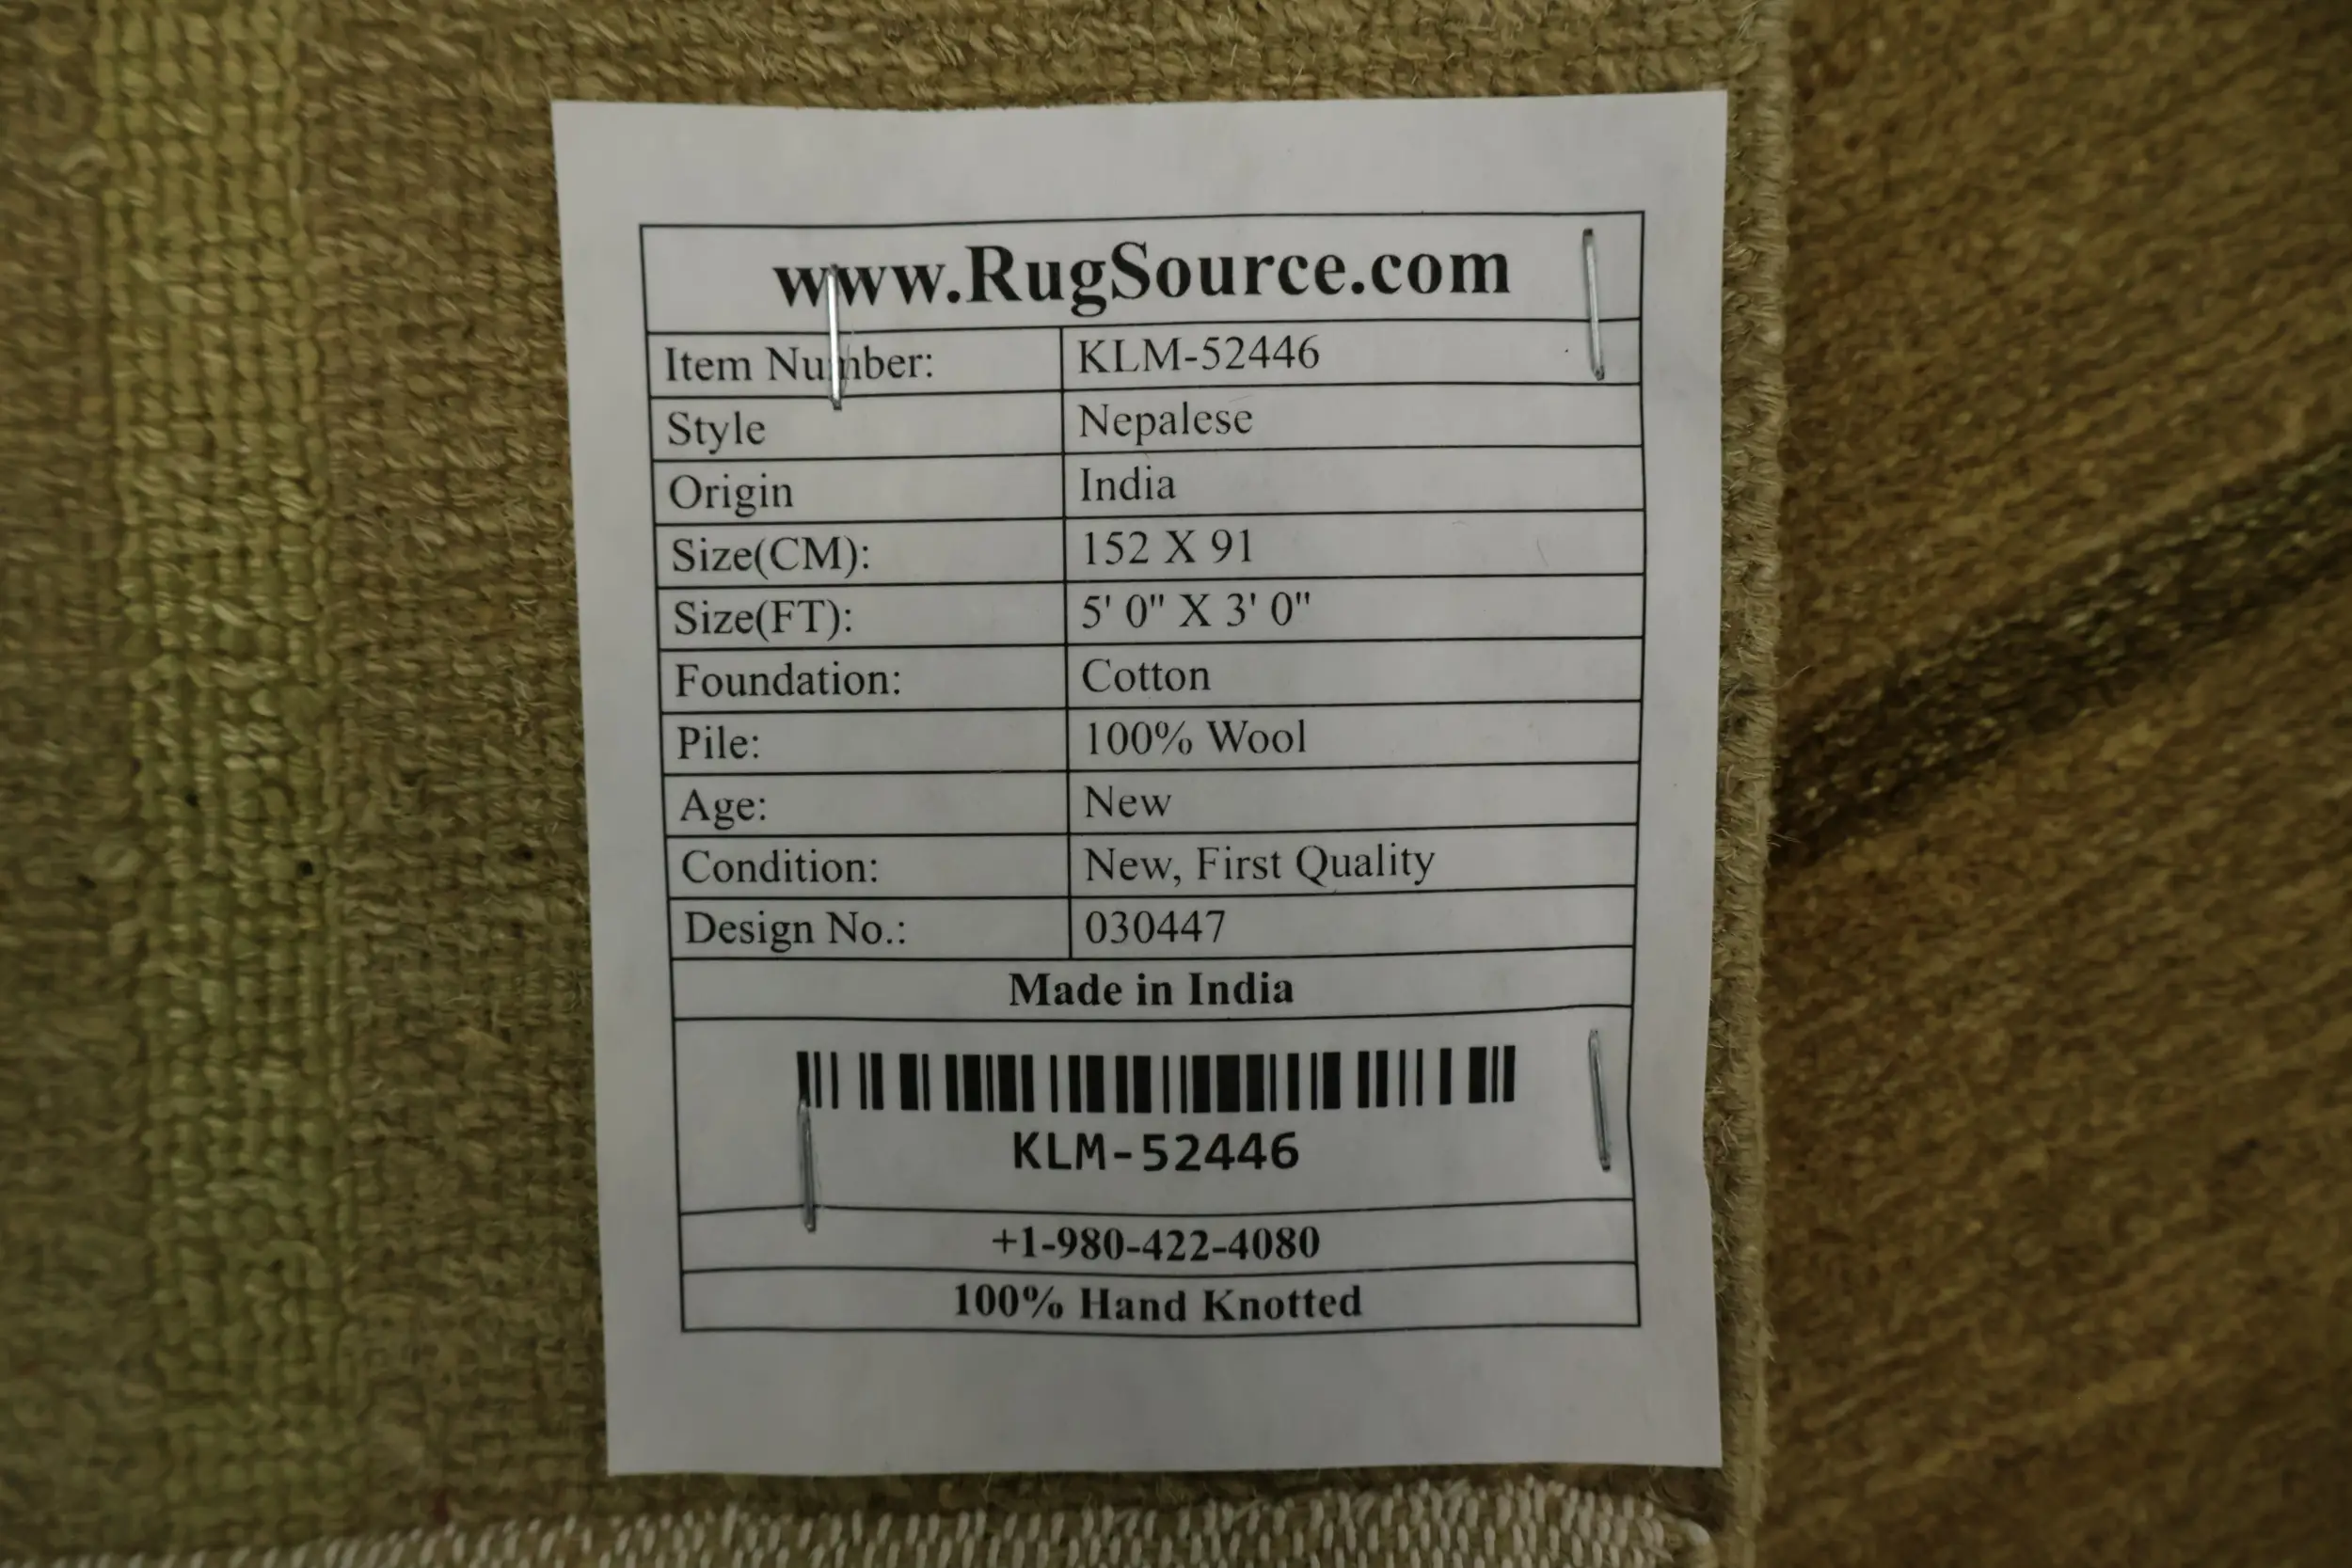 www.RugSource.com
Item Number: KLM-52446
Style Nepalese
Origin India
Size(CM): 152 X 91
Size(FT): 5' 0" X 3' 0"
Foundation: Cotton
Pile: 100% Wool
Age: New
Condition: New, First Quality
Design No.: 030447
Made in India
KLM-52446
+1-980-422-4080
100% Hand Knotted